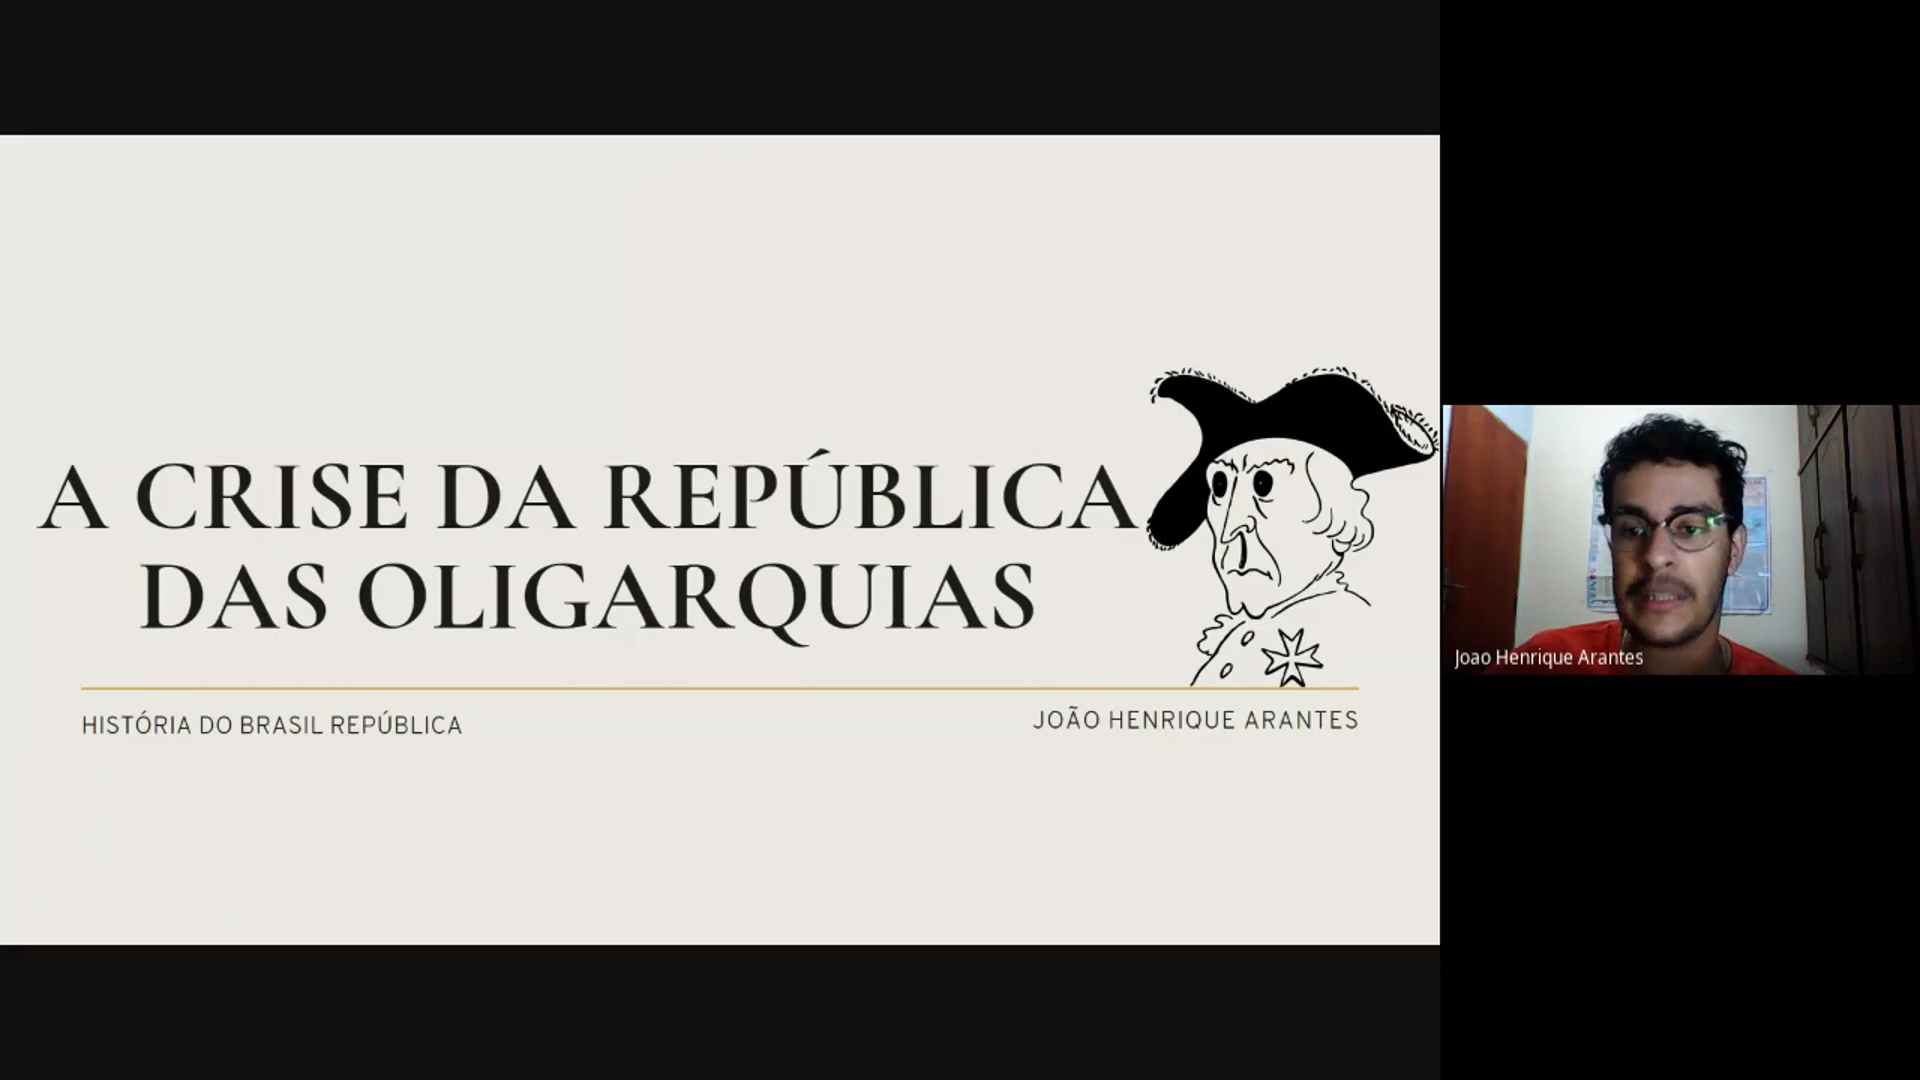 A CRISE DA REPÚBLICA
DAS OLIGARQUIAS
HISTÓRIA DO BRASIL REPÚBLICA
JOÃO HENRIQUE ARANTES
Joao Henrique Arantes